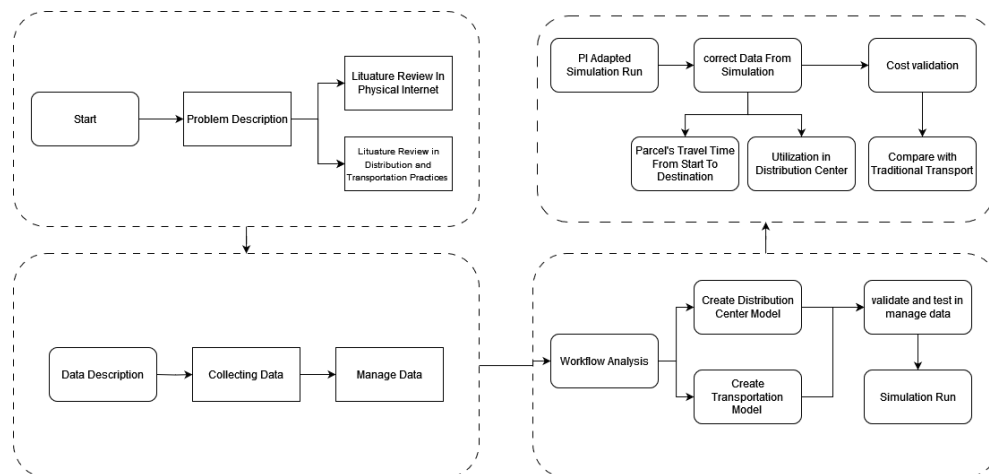 Start
Problem Description
Lituature Review In
Physical Internet
Lituature Review in
Distribution and
Transportation Practices
PI Adapted
Simulation Run
correct Data From
Simulation
Cost validation
Parcel's Travel Time
From Start To
Destination
Utilization in
Distribution Center
Compare with
Traditional Transport
Data Description
Collecting Data
Manage Data
Workflow Analysis
Create Distribution
Center Model
Create
Transportation
Model
validate and test in
manage data
Simulation Run